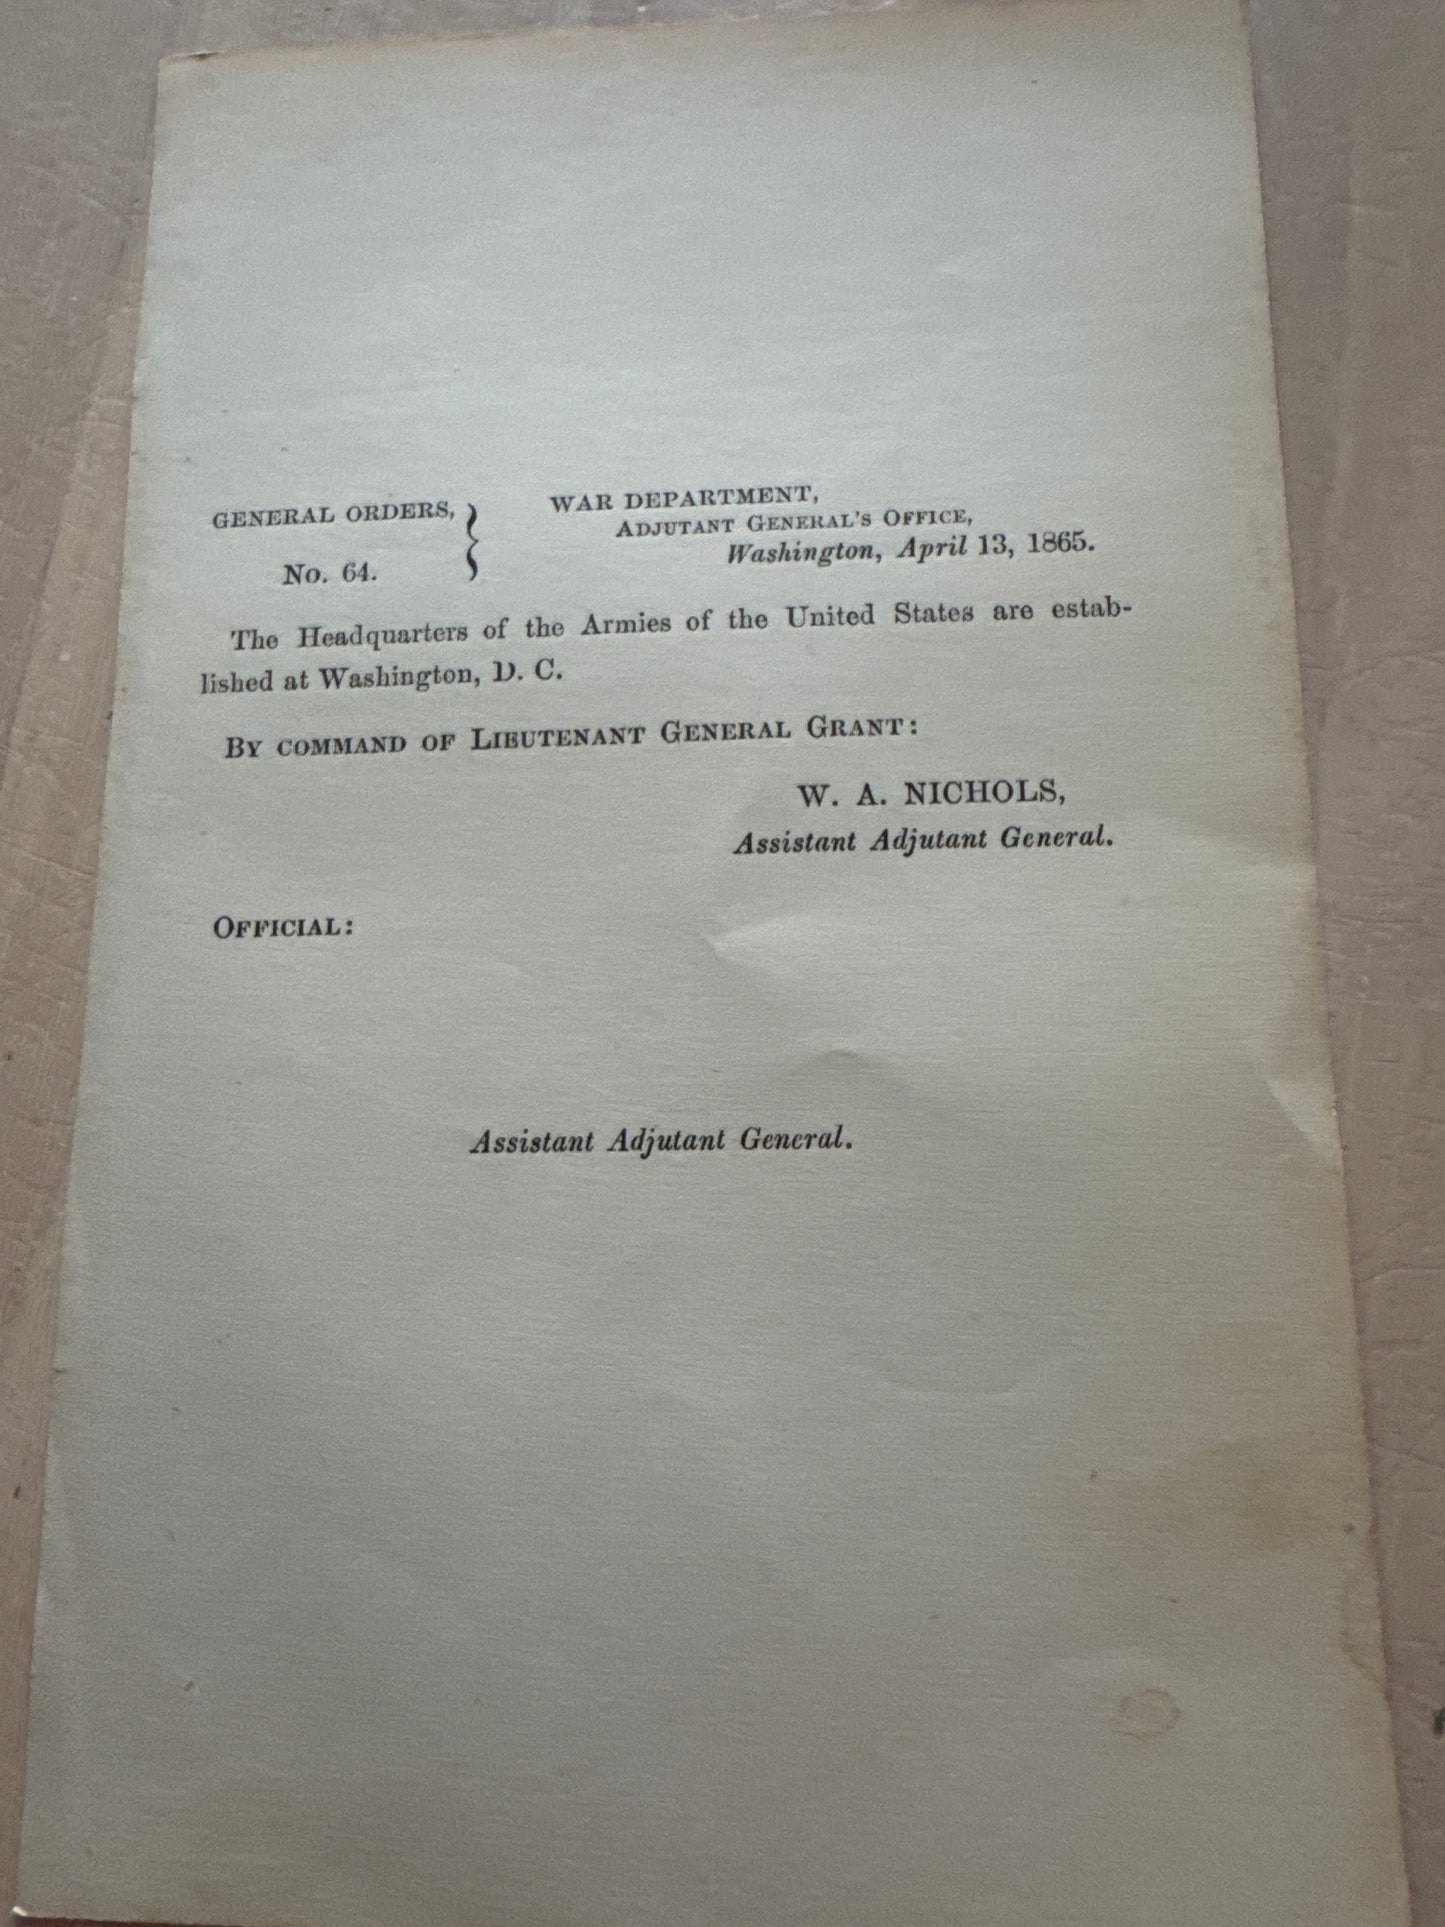 GENERAL ORDERS,
No. 64.
WAR DEPARTMENT,
ADJUTANT GENERAL'S OFFICE,
Washington, April 13, 1865.
The Headquarters of the Armies of the United States are estab-
lished at Washington, D. C.
BY COMMAND OF LIEUTENANT GENERAL GRANT:
W. A. NICHOLS,
Assistant Adjutant General.
OFFICIAL:
Assistant Adjutant General.